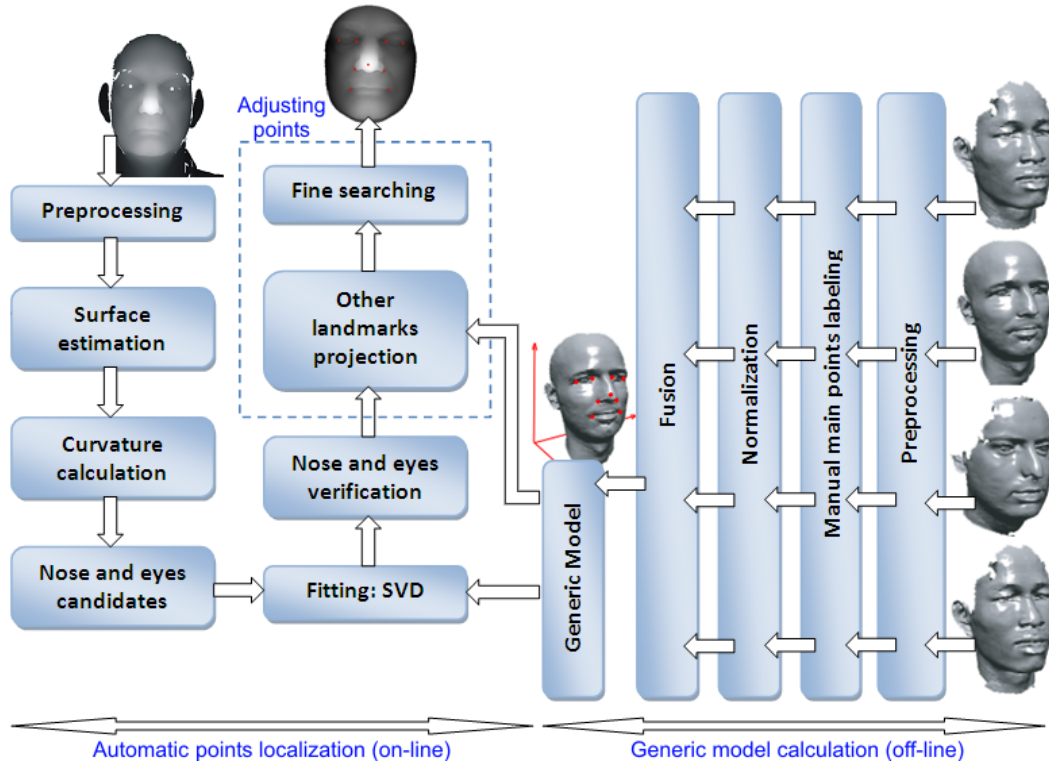 Adjusting
points
Preprocessing
Surface
estimation
Curvature
calculation
Nose and eyes
candidates
Fine searching
Other
landmarks
projection
Nose and eyes
verification
Fitting: SVD
Generic Model
Fusion
Normalization
Manual main points labeling
Preprocessing
Automatic points localization (on-line)
Generic model calculation (off-line)